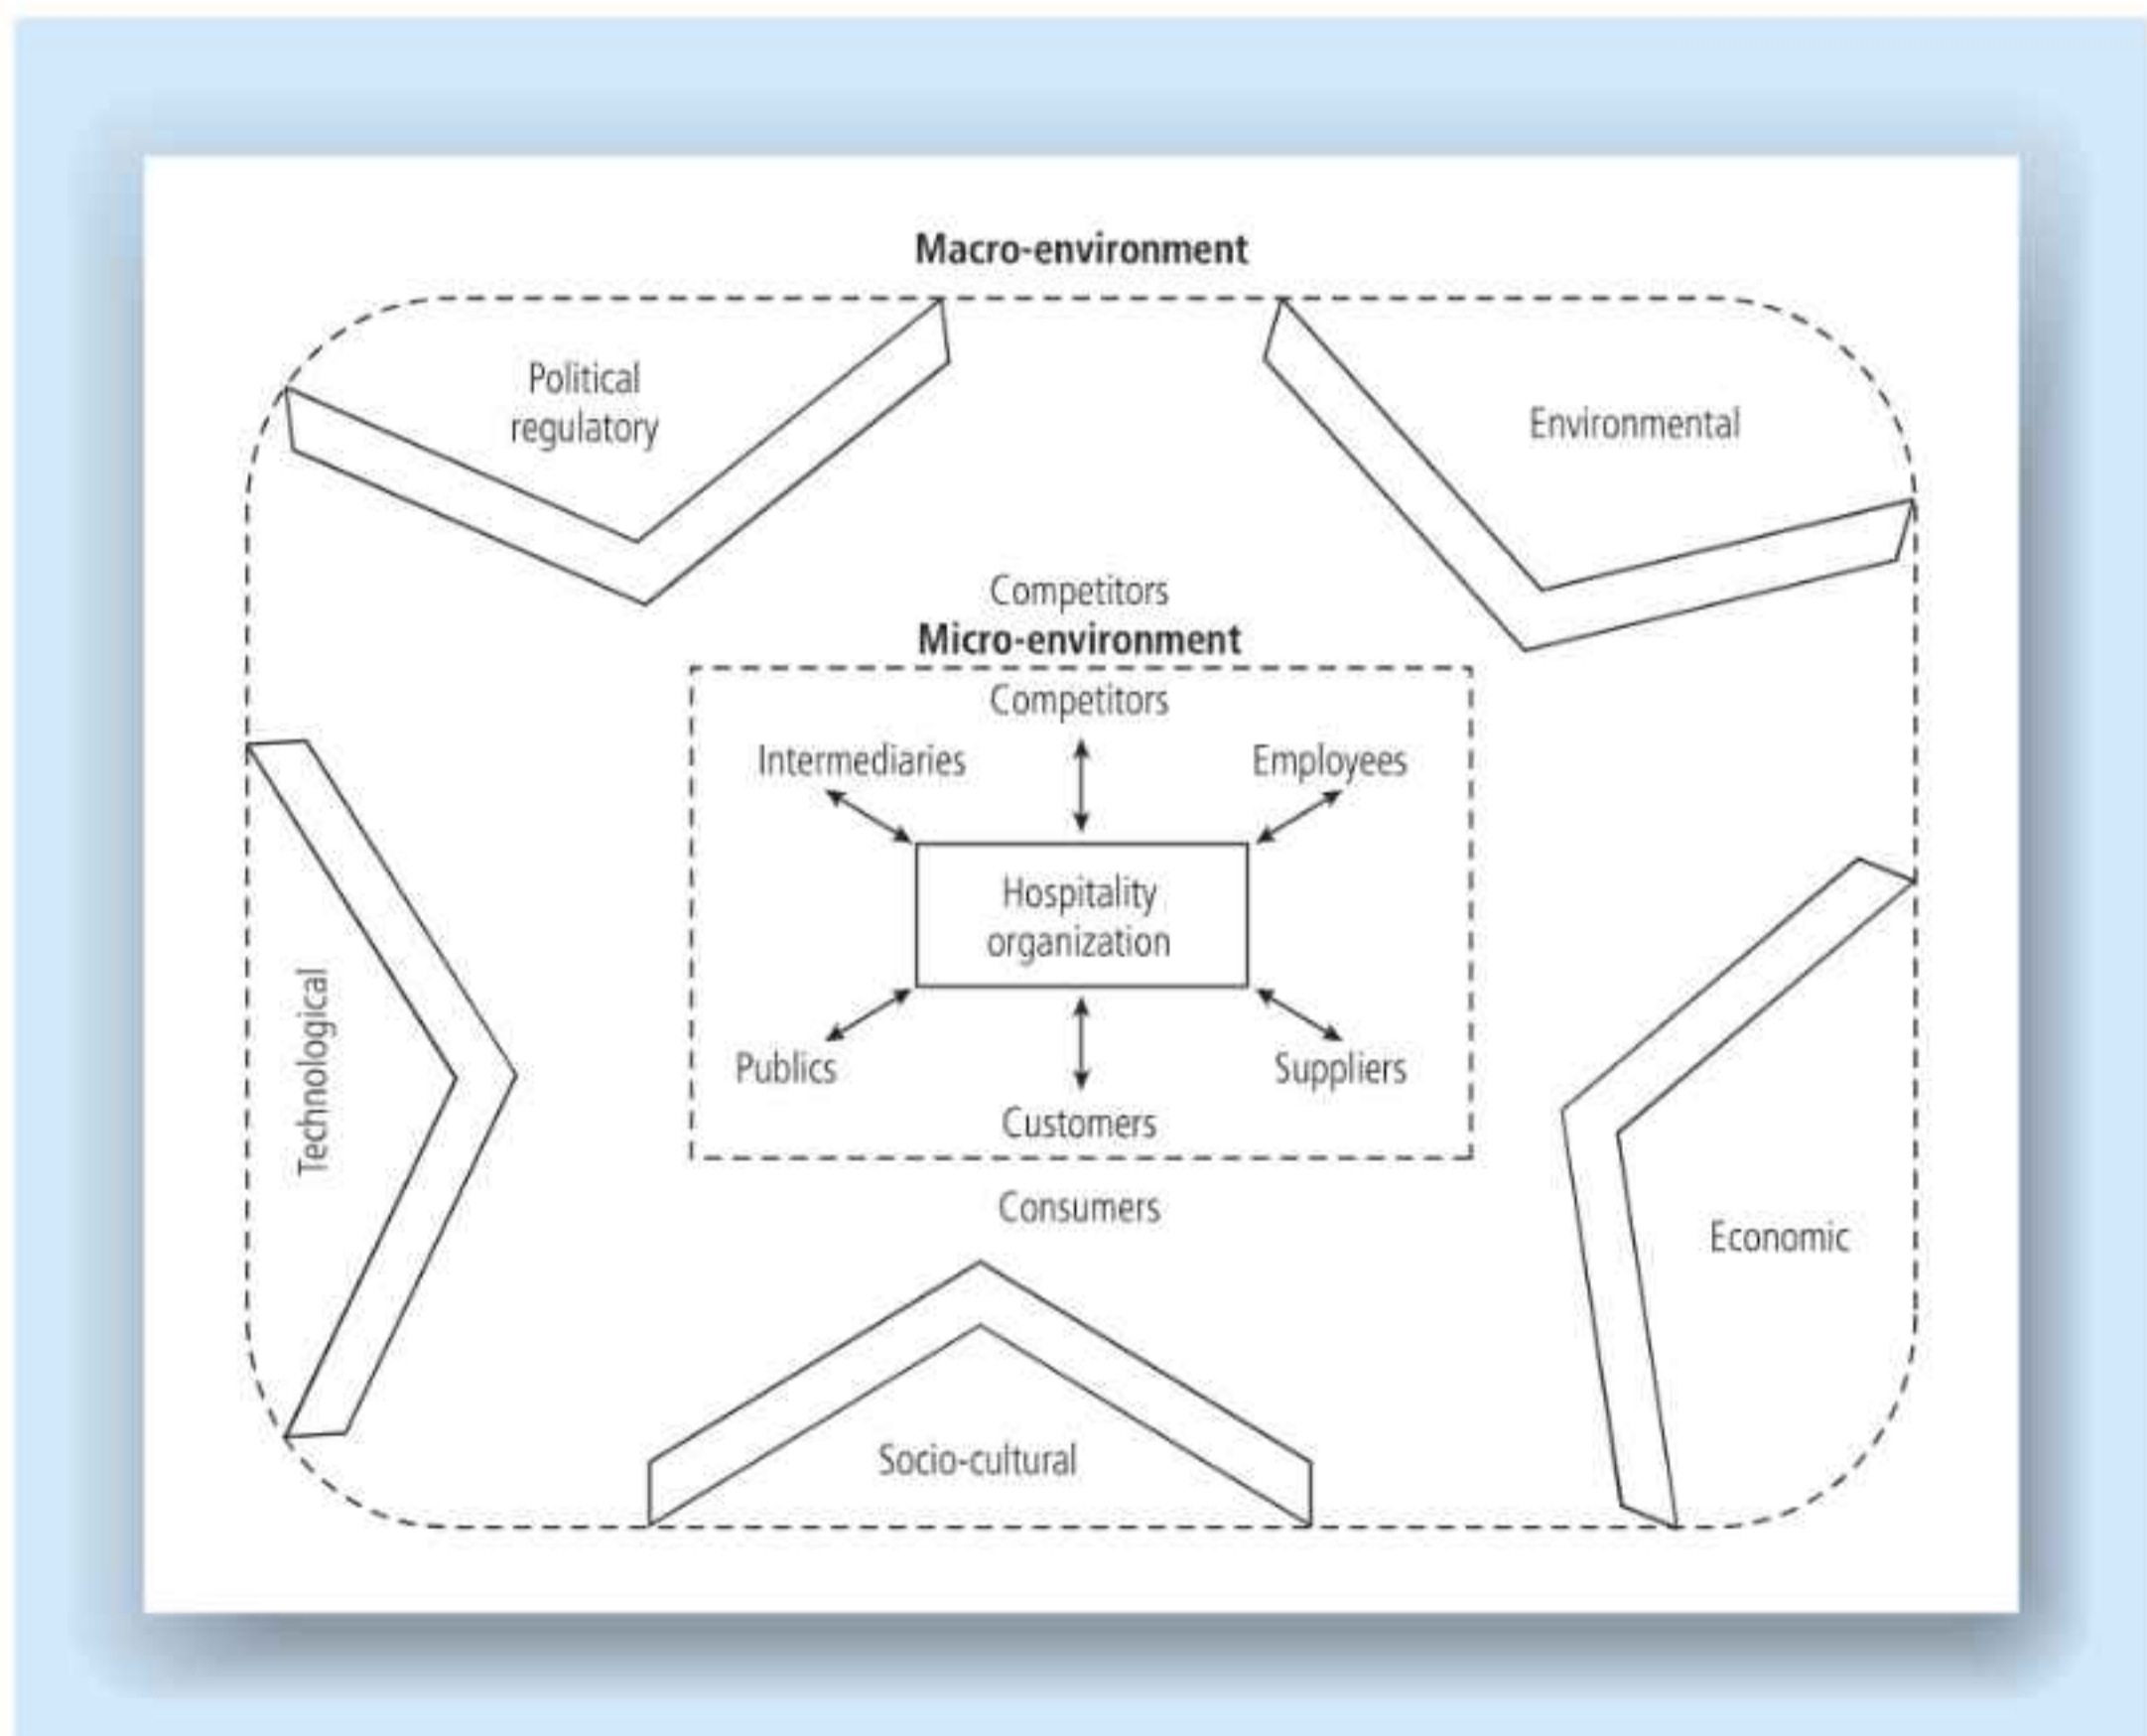 Macro-environment
Political
regulatory
Environmental
Competitors
Micro-environment
Competitors
Intermediaries
Employees
Hospitality
organization
Publics
Suppliers
Customers
Technological
Consumers
Economic
Socio-cultural